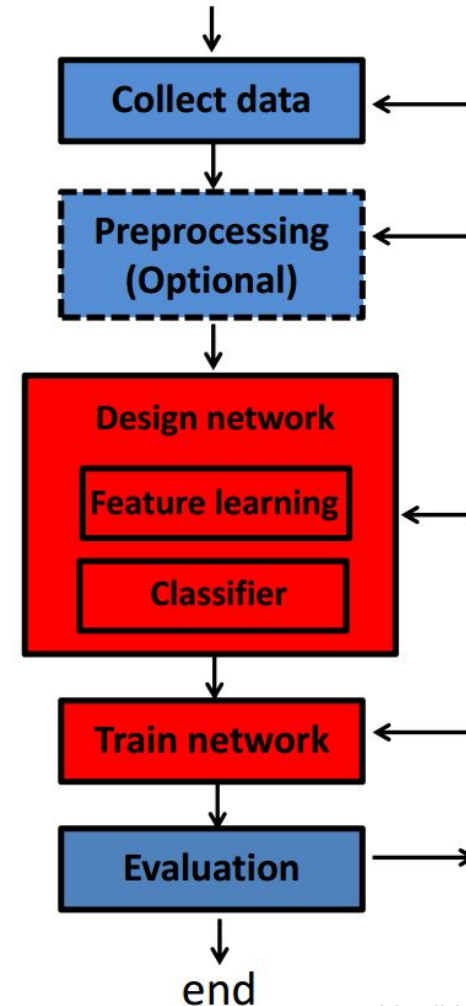 Collect data
Preprocessing
(Optional)
Design network
Feature learning
Classifier
Train network
Evaluation
end